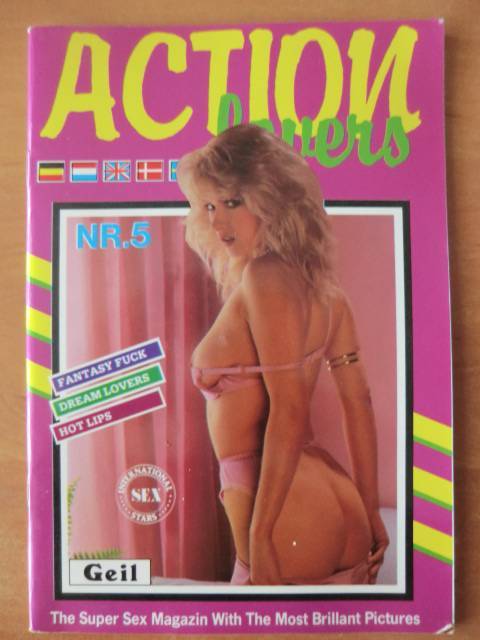 ACTION
lovers
NR.5
FANTASY FUCK
DREAM LOVERS
HOT LIPS
INTERNATIONAL
SEX
STARS
Geil
The Super Sex Magazin With The Most Brillant Pictures